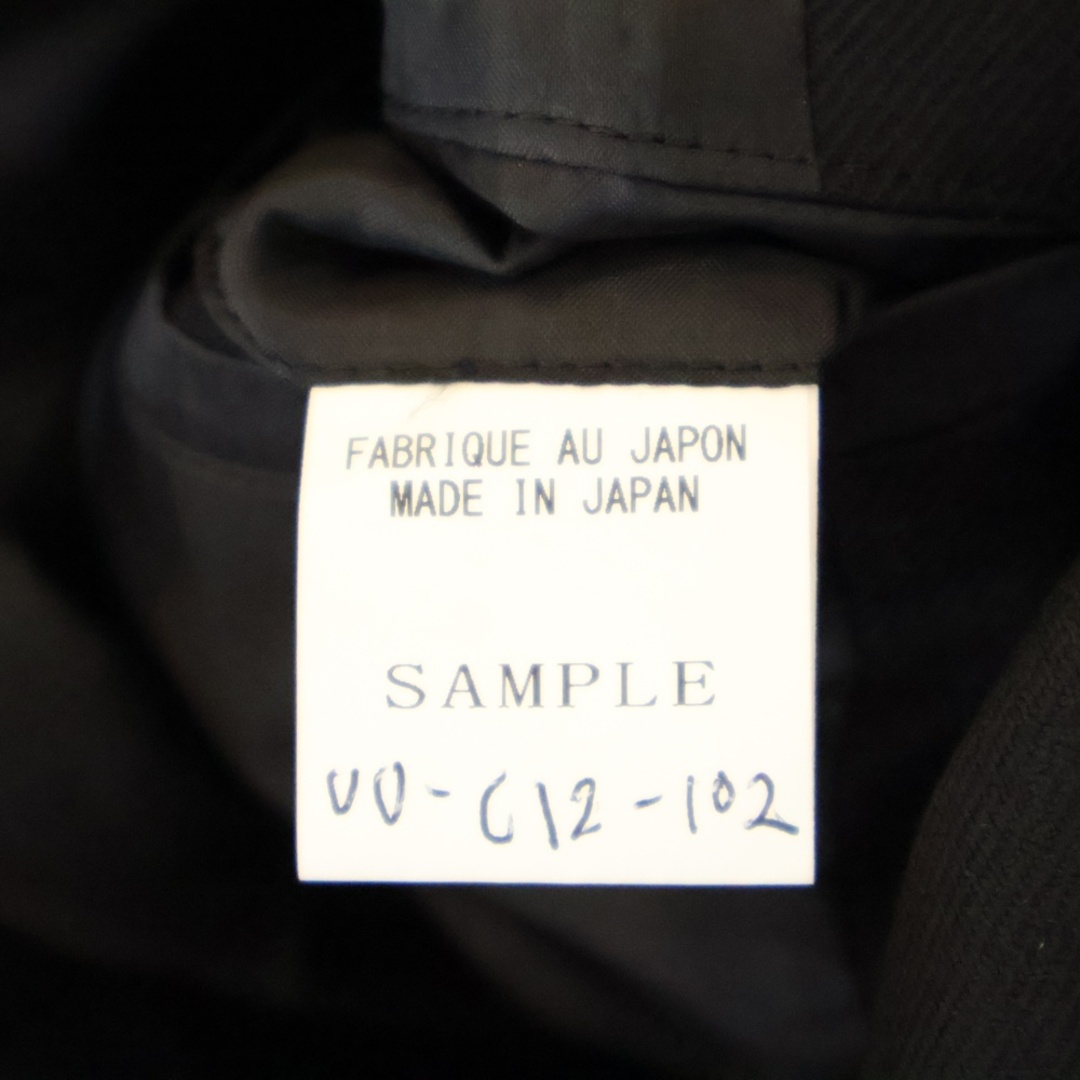 FABRIQUE AU JAPON
MADE IN JAPAN
SAMPLE
UU-C12-102